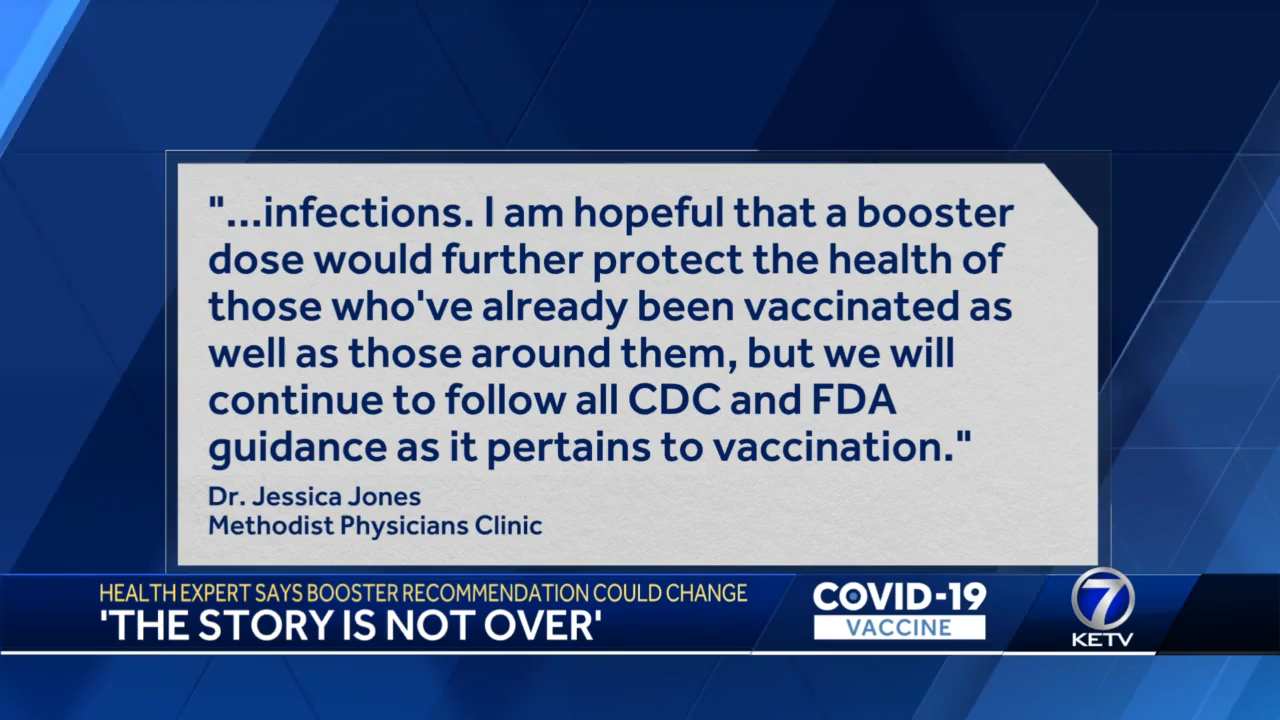 "...infections. I am hopeful that a booster
dose would further protect the health of
those who've already been vaccinated as
well as those around them, but we will
continue to follow all CDC and FDA
guidance as it pertains to vaccination."
Dr. Jessica Jones
Methodist Physicians Clinic
HEALTH EXPERT SAYS BOOSTER RECOMMENDATION COULD CHANGE
'THE STORY IS NOT OVER'
COVID-19
VACCINE
7
KETV